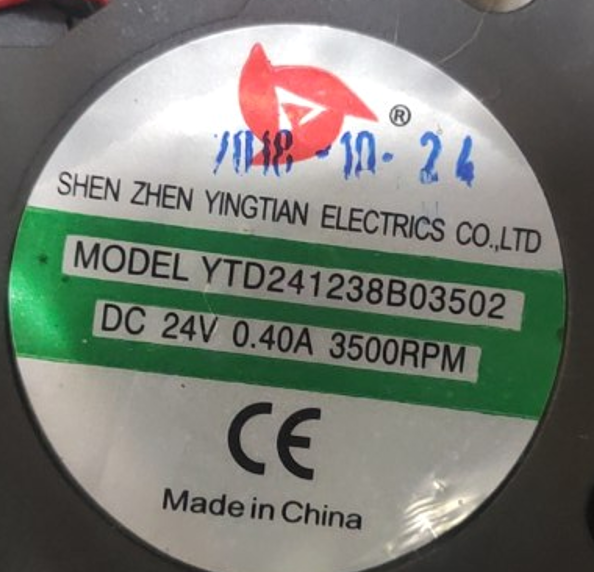 ®
2018-10-24
SHEN ZHEN YINGTIAN ELECTRICS CO.,LTD
MODEL YTD241238B03502
DC 24V 0.40A 3500RPM
CE
Made in China